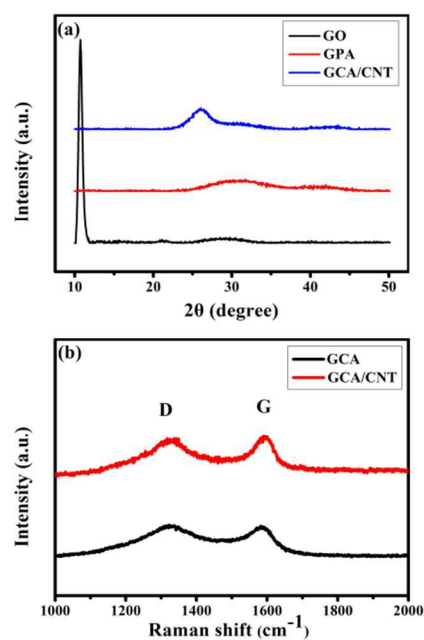 (a)
GO
GPA
GCA/CNT
Intensity (a.u.)
10 20 30 40 50
2θ (degree)
(b)
GCA
GCA/CNT
D G
Intensity (a.u.)
1000 1200 1400 1600 1800 2000
Raman shift (cm-1)